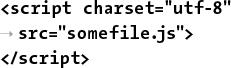 <script charset="utf-8"
→ src="somefile.js">
</script>